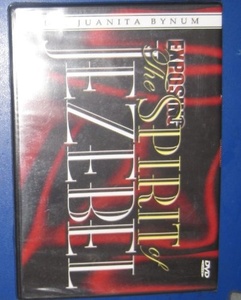 JUANITA BYNUM
EXPOSING
The SPIRIT of
JEZEBEL
DVD